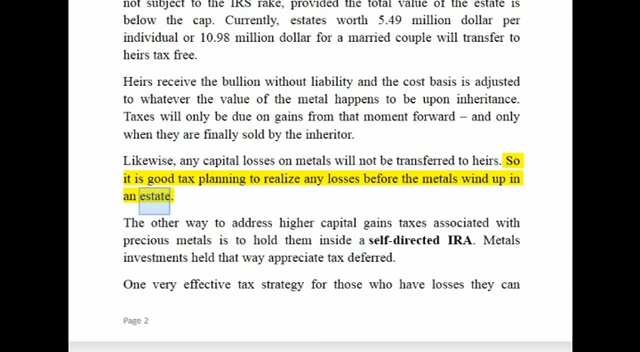 not subject to the IRS rake, provided the total value of the estate is
below the cap. Currently, estates worth 5.49 million dollar per
individual or 10.98 million dollar for a married couple will transfer to
heirs tax free.
Heirs receive the bullion without liability and the cost basis is adjusted
to whatever the value of the metal happens to be upon inheritance.
Taxes will only be due on gains from that moment forward – and only
when they are finally sold by the inheritor.
Likewise, any capital losses on metals will not be transferred to heirs. So
it is good tax planning to realize any losses before the metals wind up in
an estate.
The other way to address higher capital gains taxes associated with
precious metals is to hold them inside a self-directed IRA. Metals
investments held that way appreciate tax deferred.
One very effective tax strategy for those who have losses they can
Page 2